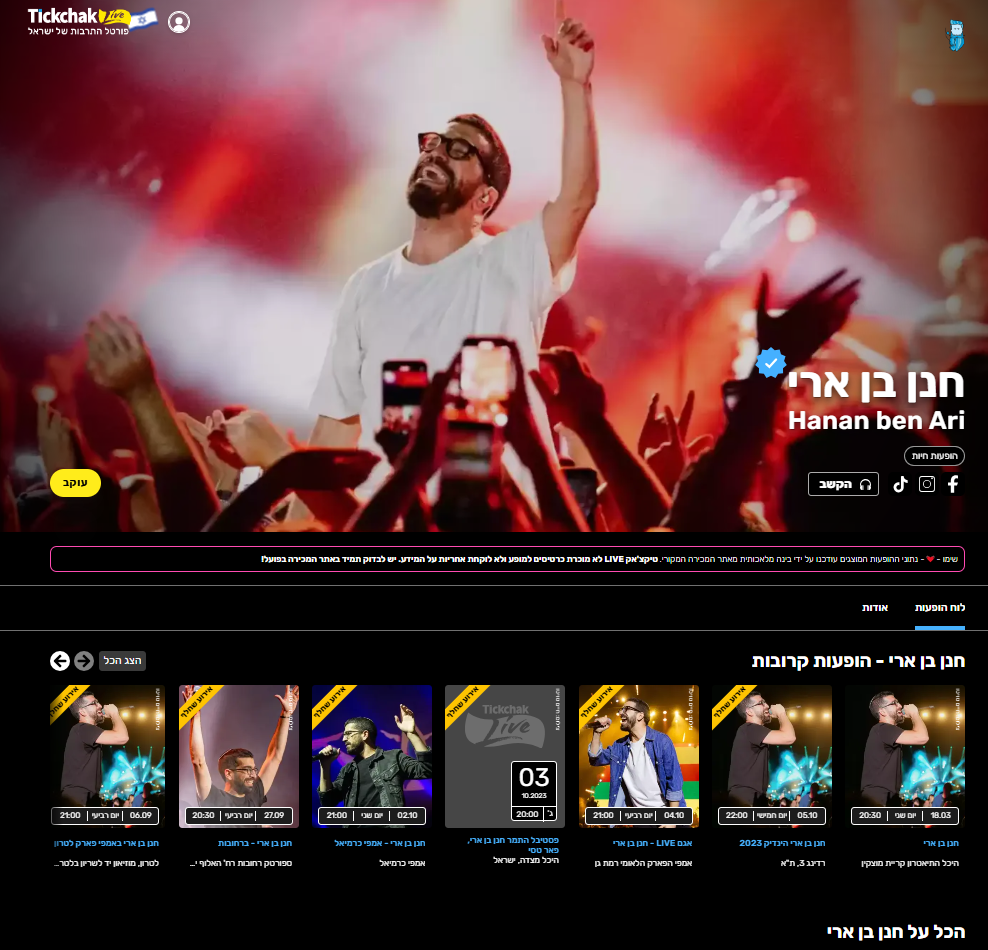 Tickchak Live
פורטל התרבות של ישראל
חנן בן ארי
Hanan ben Ari
הופעות חיות
הקשב
עוקב
שימו - - נתוני ההופעות המוצגים עודכנו על ידי בינה מלאכותית מאתר המכירה המקורי. טיקצ'אק LIVE לא מוכרת כרטיסים למופע ולא לוקחת אחריות על המידע. יש לבדוק תמיד באתר המכירה בפועל!
לוח הופעות
אודות
חנן בן ארי - הופעות קרובות
הצג הכל
18.03 | יום שני | 20:30
חנן בן ארי
היכל התיאטרון קריית מוצקין
אירוע שחלף
05.10 | יום חמישי | 22:00
חנן בן ארי הינדיק 2023
רדינג 3, ת"א
אירוע שחלף
04.10 | יום רביעי | 21:00
אגם LIVE - חנן בן ארי
אמפי הפארק הלאומי רמת גן
אירוע שחלף
Tickchak Live
03
10.2023
ג' 20:00
פסטיבל התמר חנן בן ארי,
פאר טסי
היכל מצדה, ישראל
אירוע שחלף
02.10 | יום שני | 21:00
חנן בן ארי - אמפי כרמיאל
אמפי כרמיאל
אירוע שחלף
27.09 | יום רביעי | 20:30
חנן בן ארי - ברחובות
ספורטק רחובות רח' האלוף י...
אירוע שחלף
06.09 | יום רביעי | 21:00
חנן בן ארי באמפי פארק לטרון
לטרון, מוזיאון יד לשריון בלטר...
הכל על חנן בן ארי